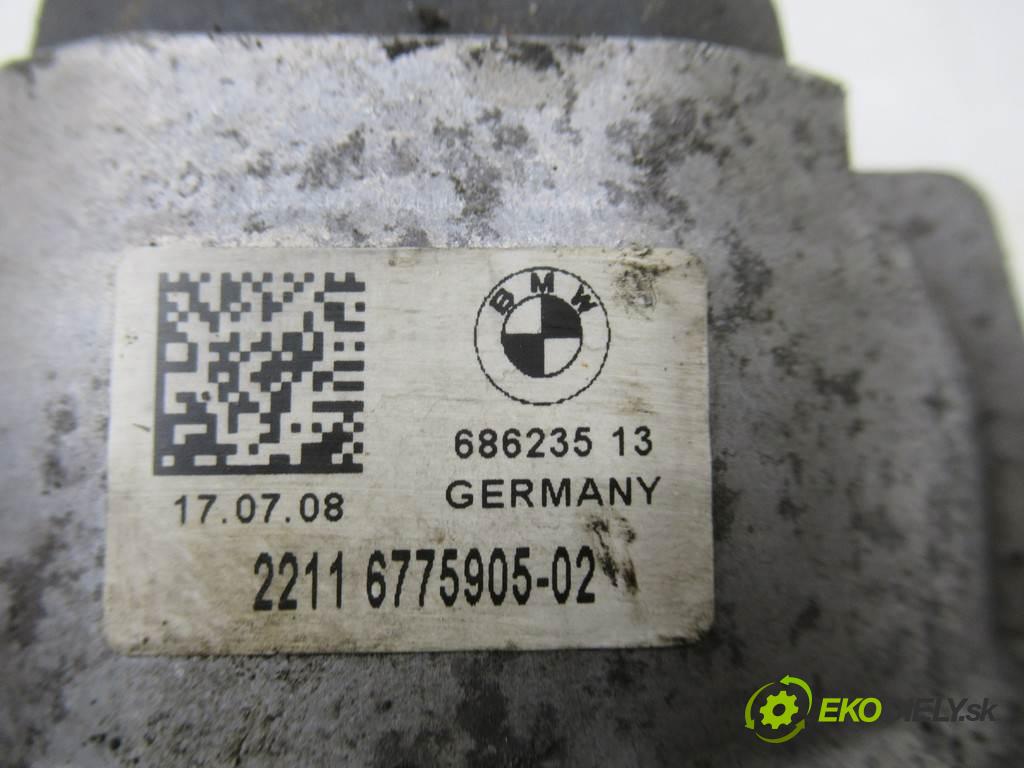 BMW
686235 13
GERMANY
17.07.08
2211 6775905-02
EKODIELY.sk